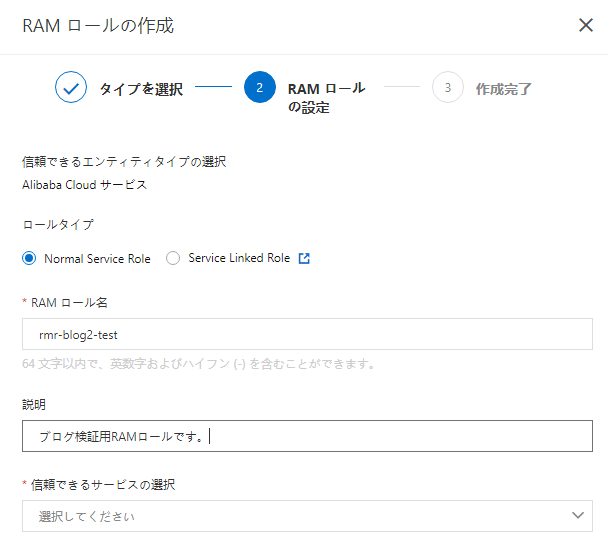 RAM ロールの作成
タイプを選択
2
RAM ロール
の設定
3
作成完了
信頼できるエンティティタイプの選択
Alibaba Cloud サービス
ロールタイプ
Normal Service Role
Service Linked Role
* RAM ロール名
rmr-blog2-test
64 文字以内で、英数字およびハイフン (-) を含むことができます。
説明
ブログ検証用RAMロールです。
* 信頼できるサービスの選択
選択してください